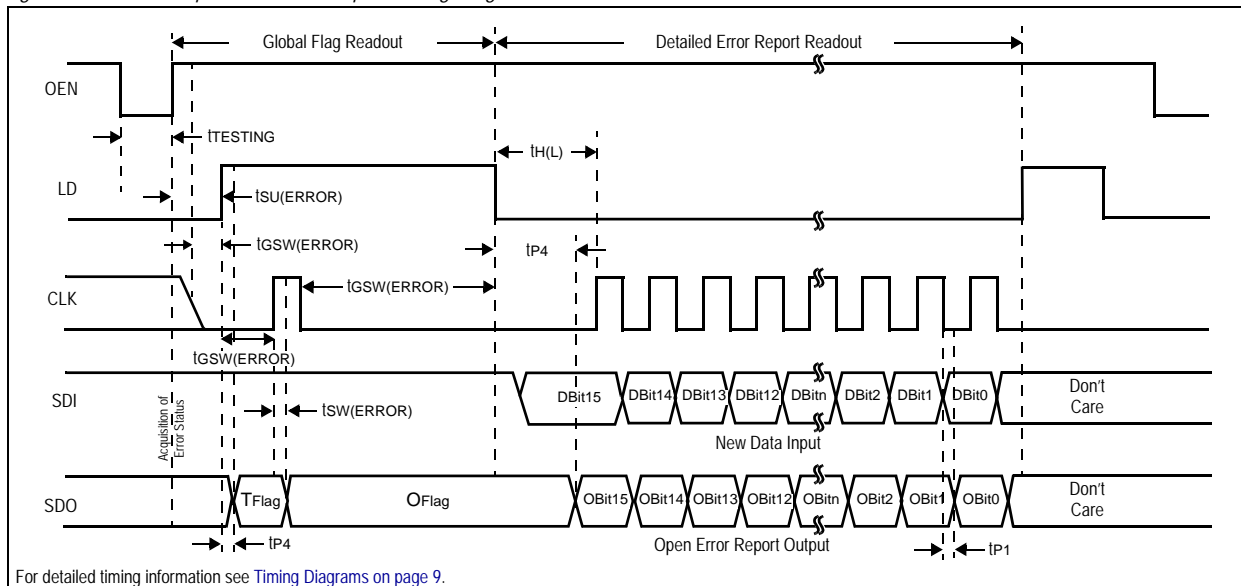 Global Flag Readout
Detailed Error Report Readout
OEN
tTESTING
tH(L)
LD
tSU(ERROR)
tGSW(ERROR)
tP4
CLK
tGSW(ERROR)
tGSW(ERROR)
SDI
DBit15 DBit14 DBit13 DBit12 DBitn DBit2 DBit1 DBit0
Don't
Care
tSW(ERROR)
New Data Input
Acquisition of
Error Status
SDO
TFlag
OFlag
OBit15 OBit14 OBit13 OBit12 OBitn OBit2 OBit1 OBit0
Don't
Care
tP4
Open Error Report Output
tP1
For detailed timing information see Timing Diagrams on page 9.